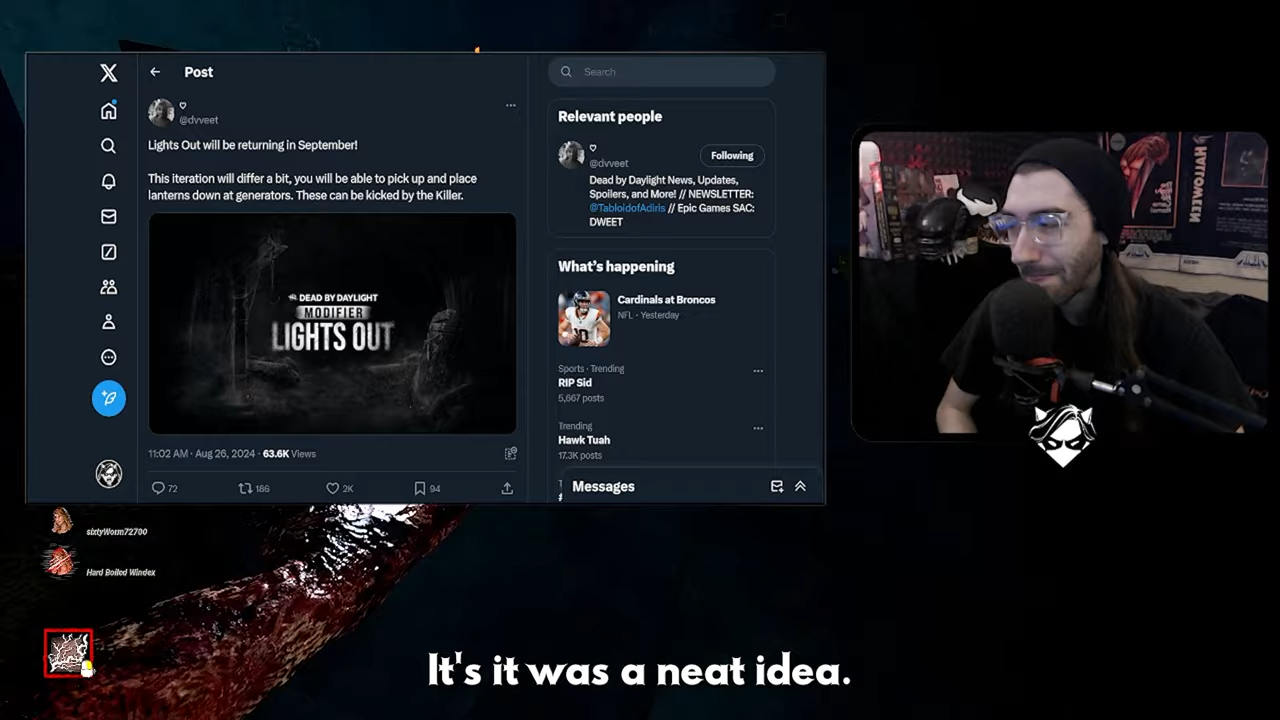 Post
♡
@dvveet
Lights Out will be returning in September!
This iteration will differ a bit, you will be able to pick up and place
lanterns down at generators. These can be kicked by the Killer.
DEAD BY DAYLIGHT
MODIFIER
LIGHTS OUT
11:02 AM · Aug 26, 2024 · 63.6K Views
72
186
2K
94
Search
Relevant people
♡
@dvveet
Following
Dead by Daylight News, Updates,
Spoilers, and More! // NEWSLETTER:
@TabloidofAdiris // Epic Games SAC:
DWEET
What's happening
Cardinals at Broncos
NFL · Yesterday
Sports · Trending
RIP Sid
5,667 posts
Trending
Hawk Tuah
17.3K posts
Messages
HALLOWEEN
sixtyWorm72700
Hard Boiled Windex
It's it was a neat idea.